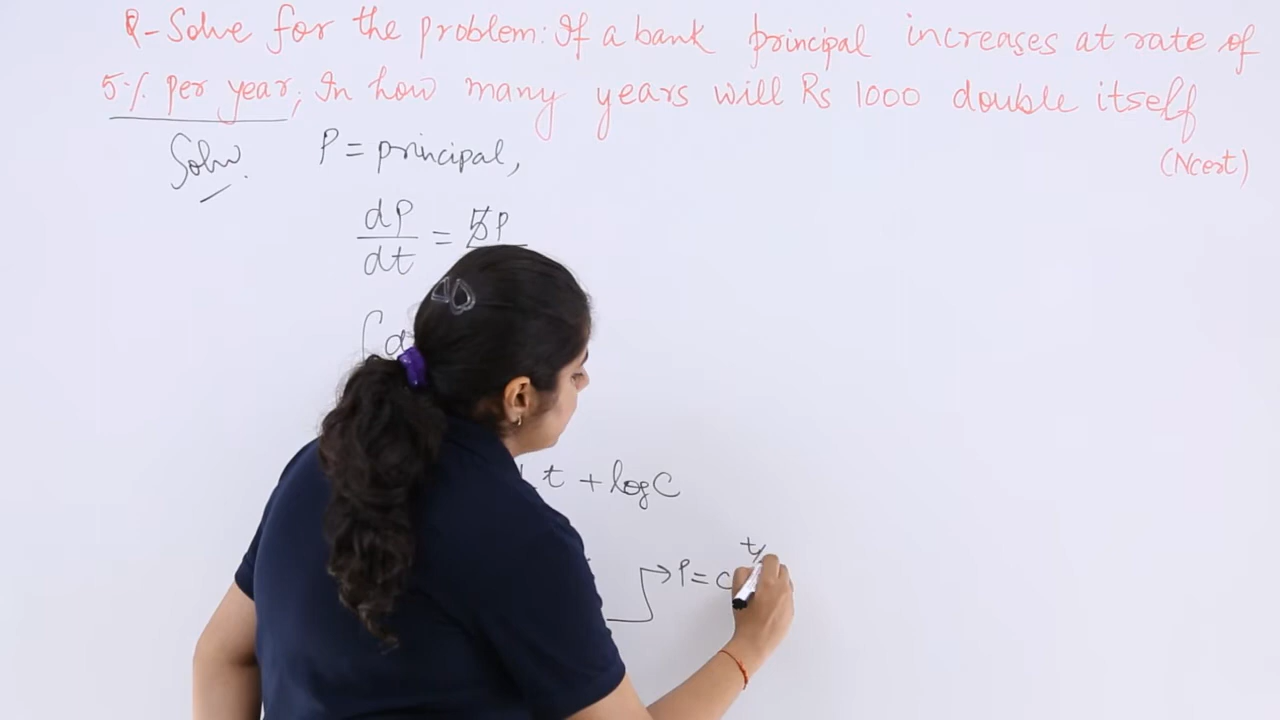 Q-Solve for the problem: If a bank principal increases at rate of
5% per year; In how many years will Rs 1000 double itself
(Ncert)
Soln. P = principal,
dP/dt = 5P
∫ d
t + log C
P = c t/